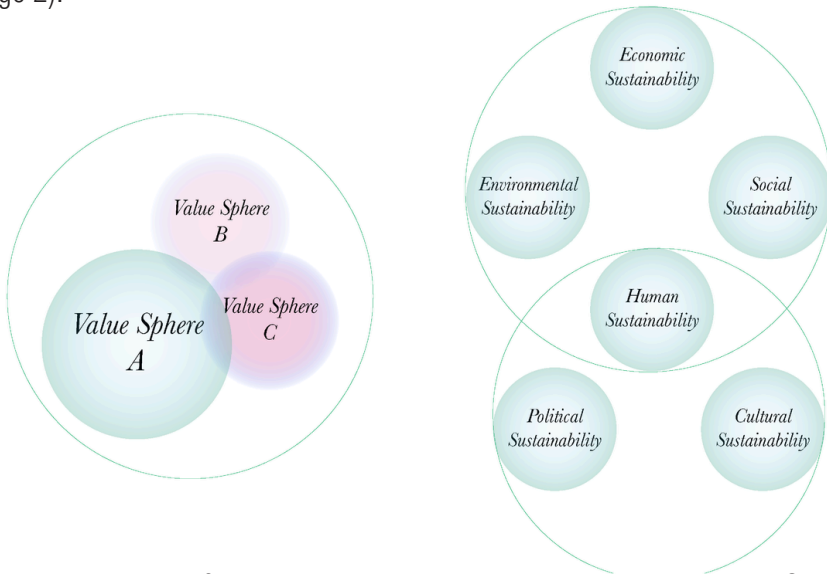 Value Sphere
B
Value Sphere
A
Value Sphere
C
Economic
Sustainability
Environmental
Sustainability
Social
Sustainability
Human
Sustainability
Political
Sustainability
Cultural
Sustainability